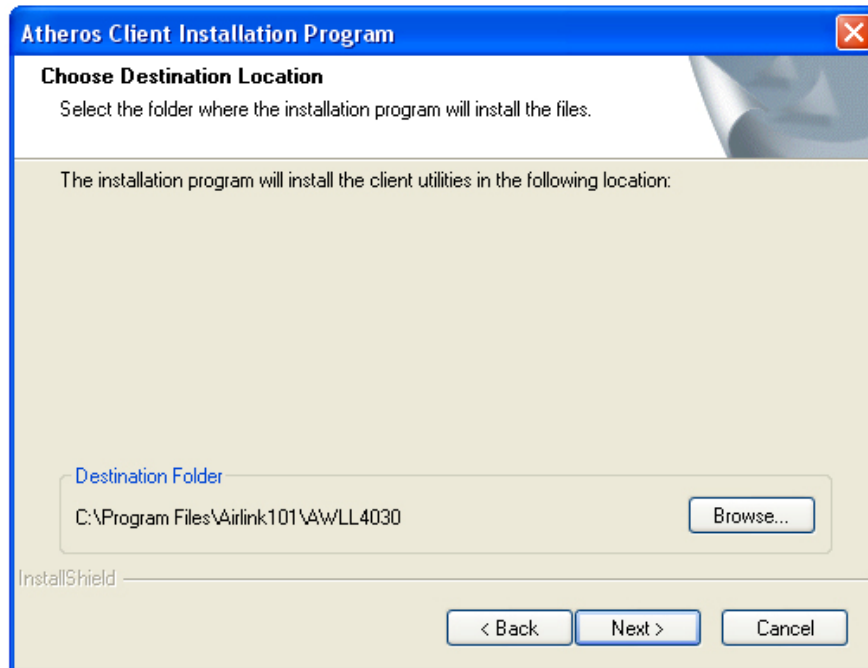 Atheros Client Installation Program
Choose Destination Location
Select the folder where the installation program will install the files.
The installation program will install the client utilities in the following location:
Destination Folder
C:\Program Files\Airlink101\AWLL4030
Browse...
InstallShield
< Back
Next >
Cancel